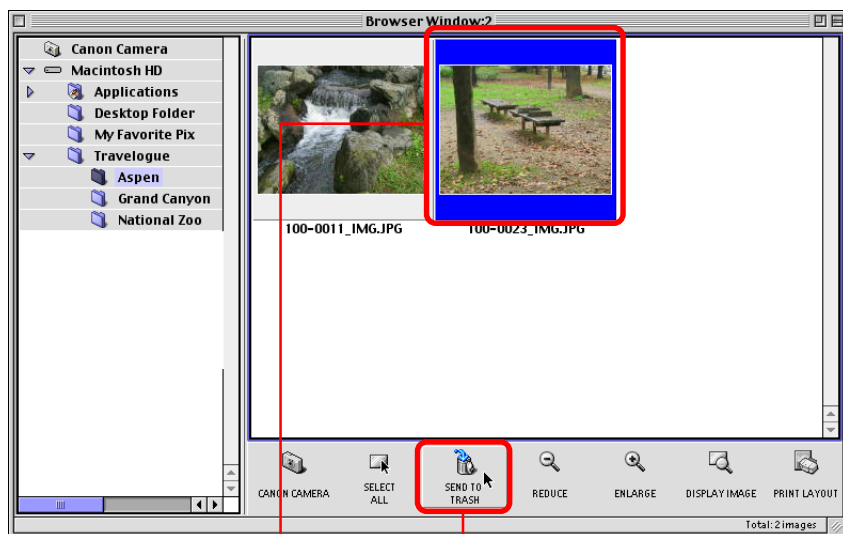 Browser Window:2
Canon Camera
Macintosh HD
Applications
Desktop Folder
My Favorite Pix
Travelogue
Aspen
Grand Canyon
National Zoo
100-0011_IMG.JPG
100-0023_IMG.JPG
CANON CAMERA
SELECT
ALL
SEND TO
TRASH
REDUCE
ENLARGE
DISPLAY IMAGE
PRINT LAYOUT
Total:2images